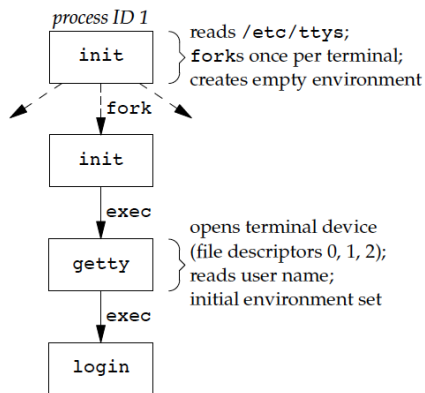 process ID 1
init
reads /etc/ttys;
forks once per terminal;
creates empty environment
fork
init
exec
getty
opens terminal device
(file descriptors 0, 1, 2);
reads user name;
initial environment set
exec
login